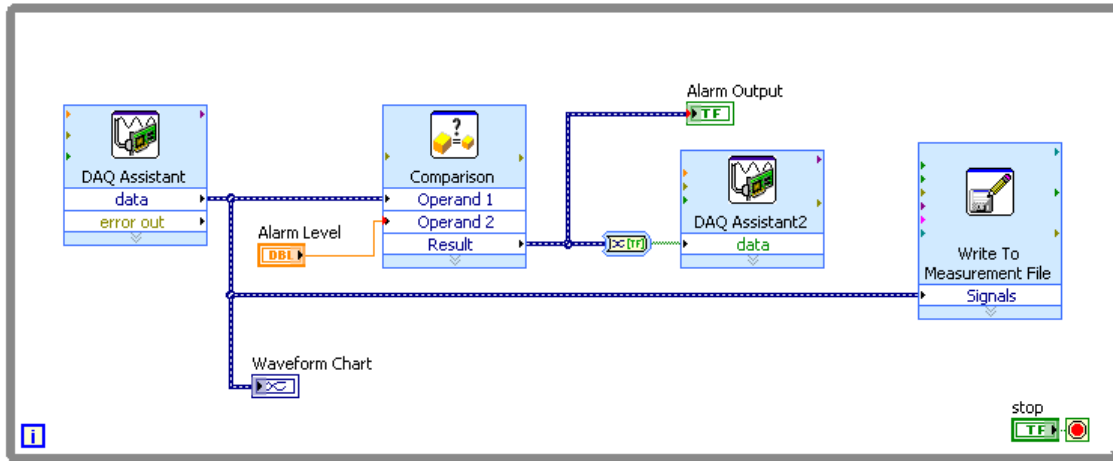 Alarm Output
TF
DAQ Assistant
data
error out
?
=
Comparison
Operand 1
Operand 2
Result
Alarm Level
DBL
[TF]
DAQ Assistant2
data
Write To
Measurement File
Signals
Waveform Chart
i
stop
TF